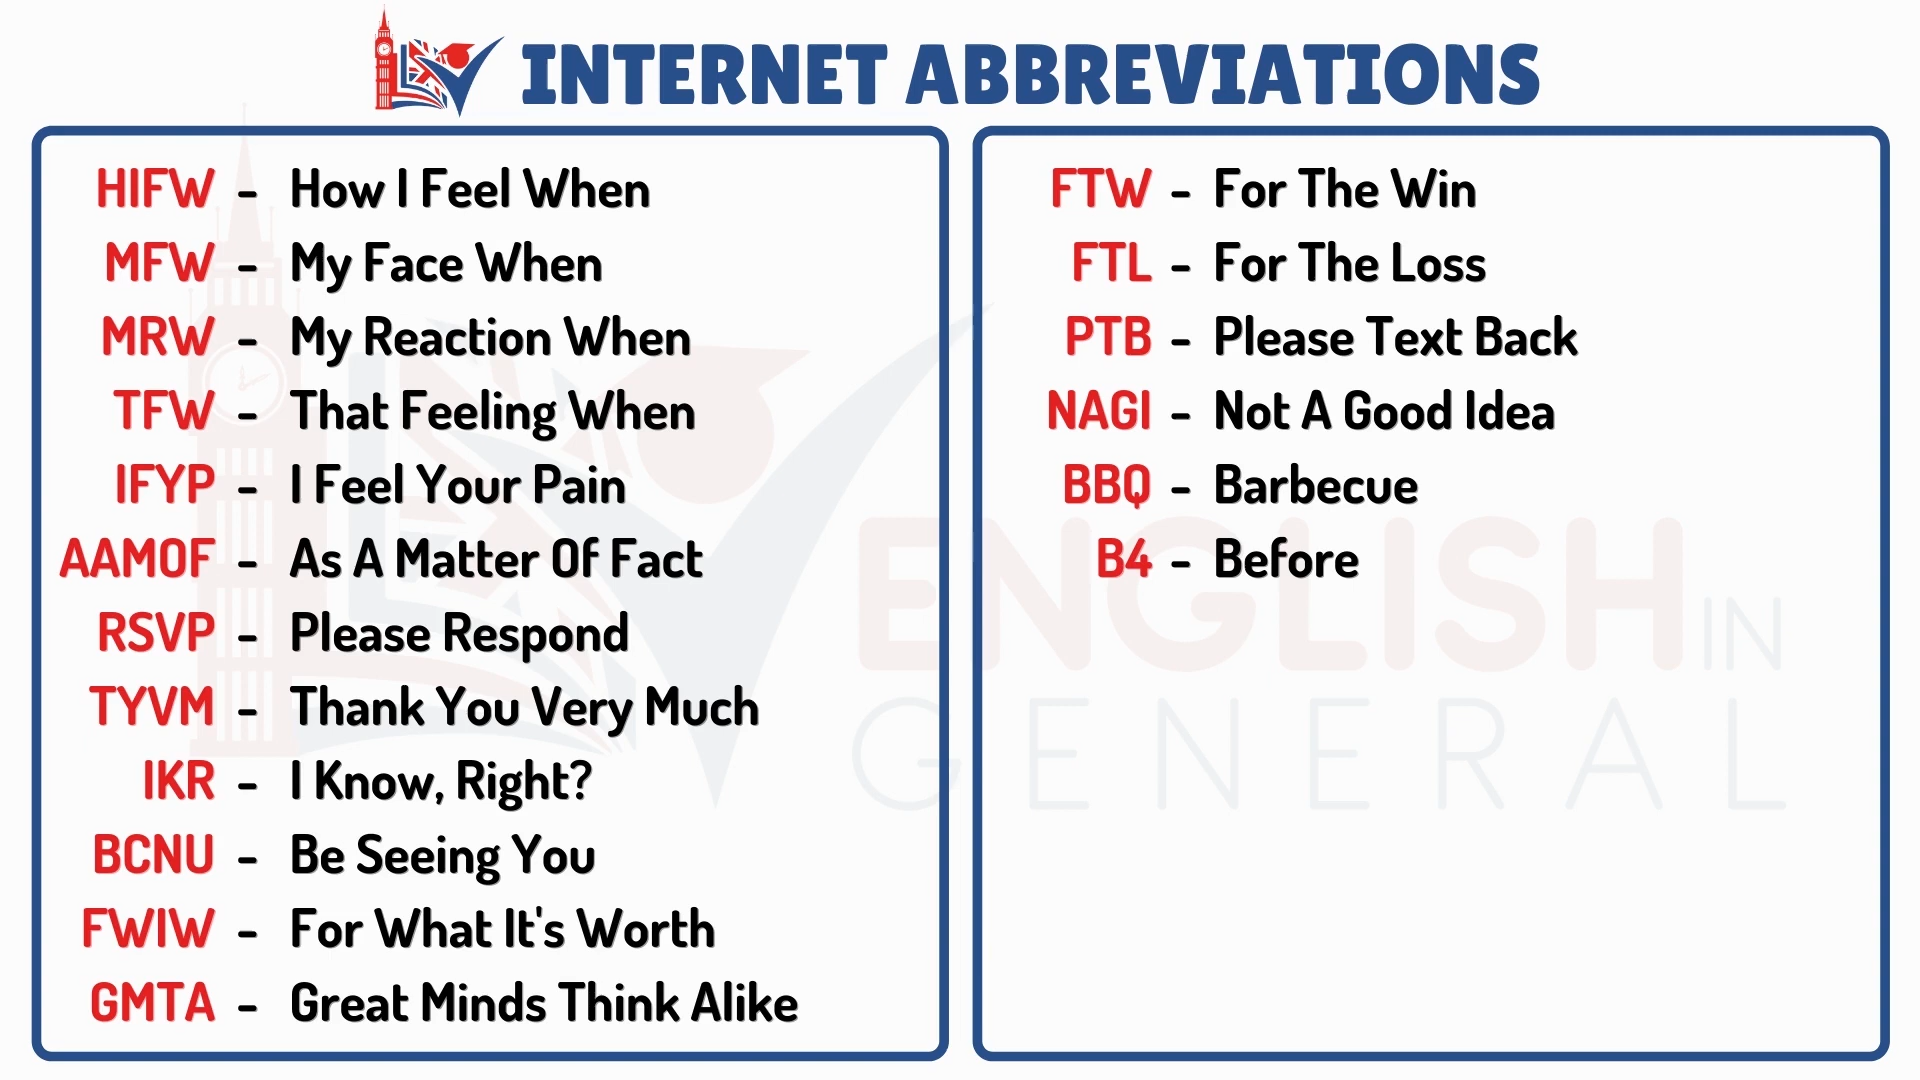 INTERNET ABBREVIATIONS
HIFW - How I Feel When
MFW - My Face When
MRW - My Reaction When
TFW - That Feeling When
IFYP - I Feel Your Pain
AAMOF - As A Matter Of Fact
RSVP - Please Respond
TYVM - Thank You Very Much
IKR - I Know, Right?
BCNU - Be Seeing You
FWIW - For What It's Worth
GMTA - Great Minds Think Alike
FTW - For The Win
FTL - For The Loss
PTB - Please Text Back
NAGI - Not A Good Idea
BBQ - Barbecue
B4 - Before
ENGLISH IN
GENERAL